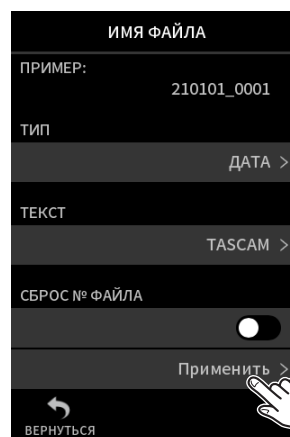 ИМЯ ФАЙЛА
ПРИМЕР:
210101_0001
ТИП
ДАТА >
ТЕКСТ
TASCAM >
СБРОС № ФАЙЛА
Применить >
ВЕРНУТЬСЯ